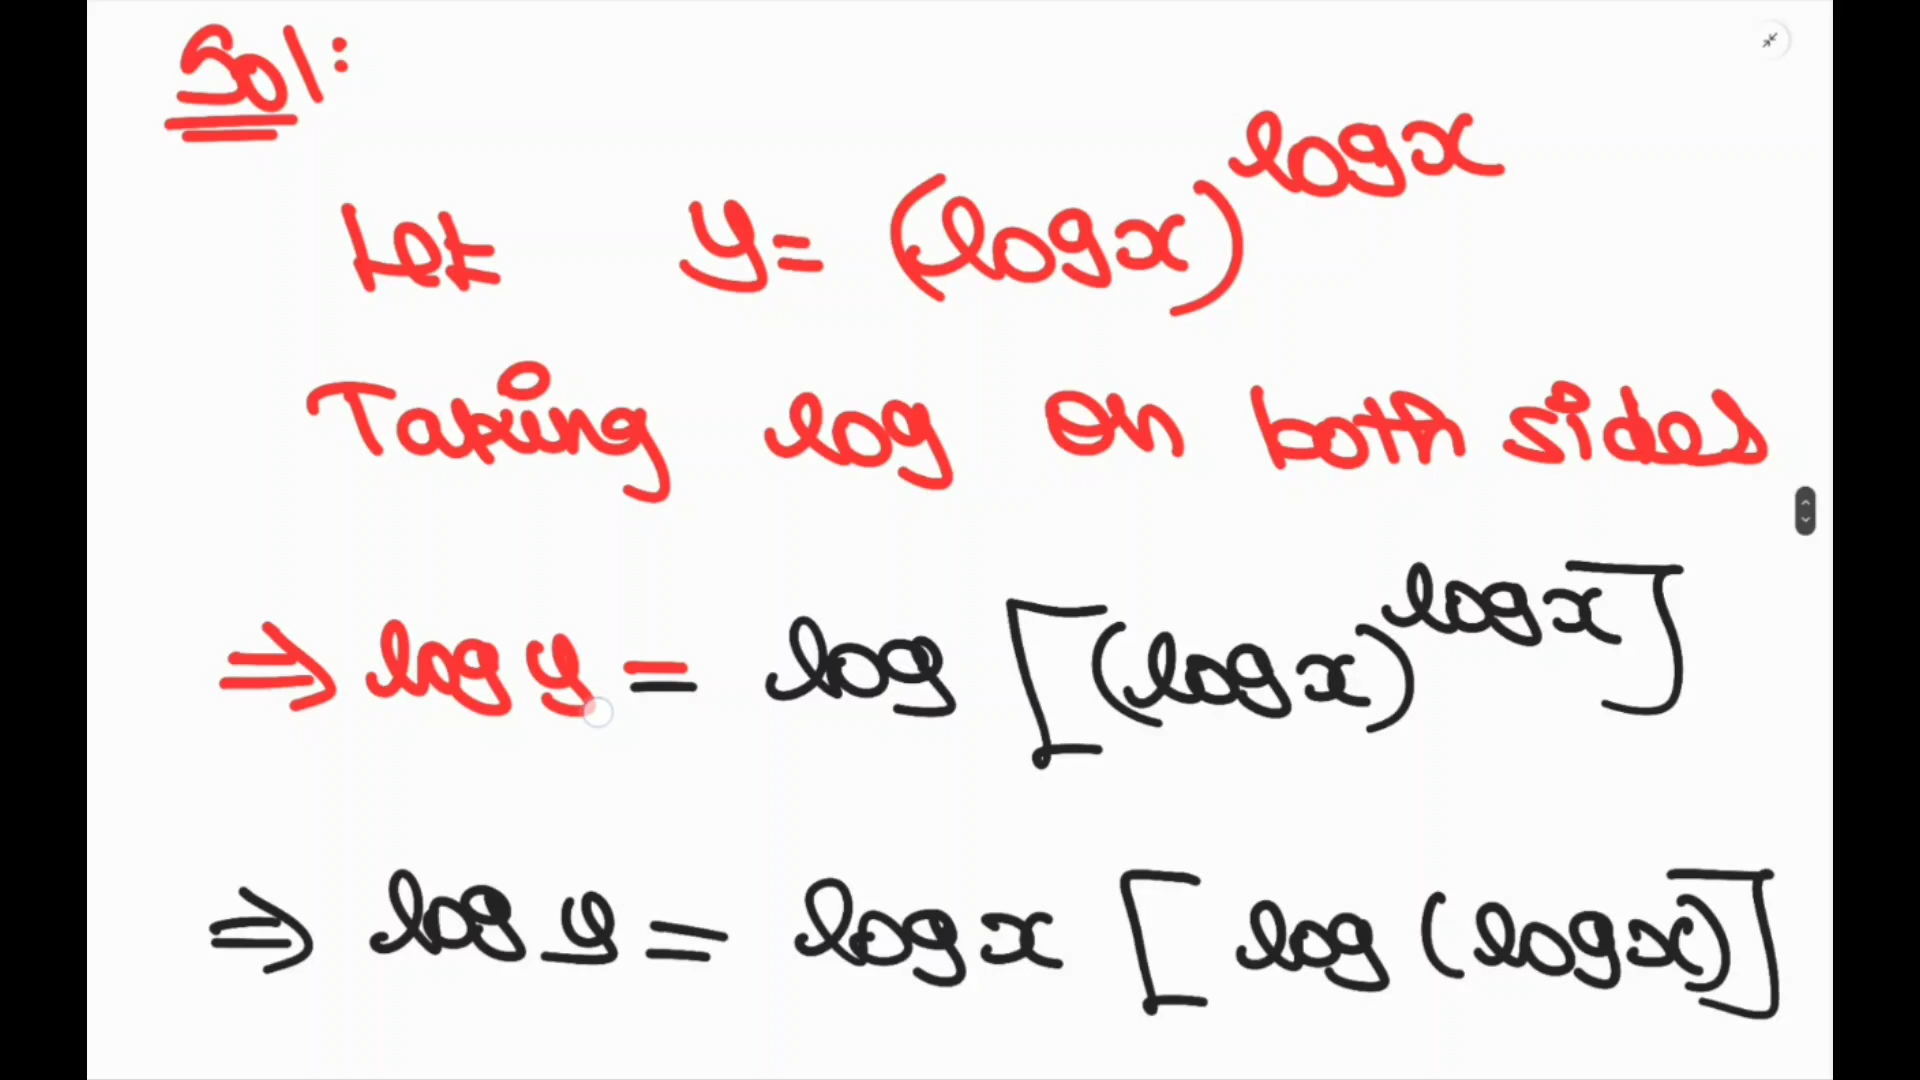 Sol:
Let y = (log x)^log x
Taking log on both sides
⇒ log y = log [(log x)^log x]
⇒ log y = log x [log (log x)]